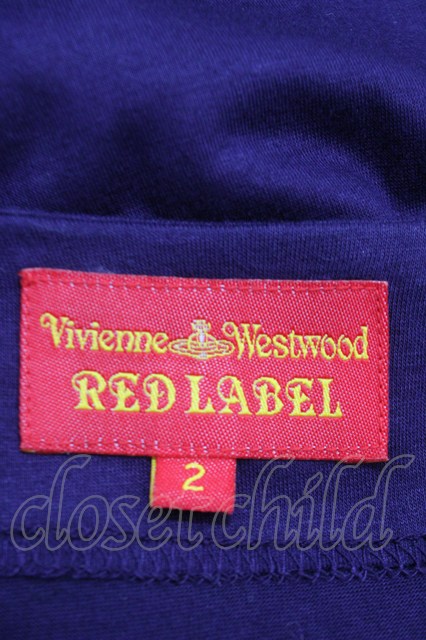 Vivienne Westwood
RED LABEL
2
closet child